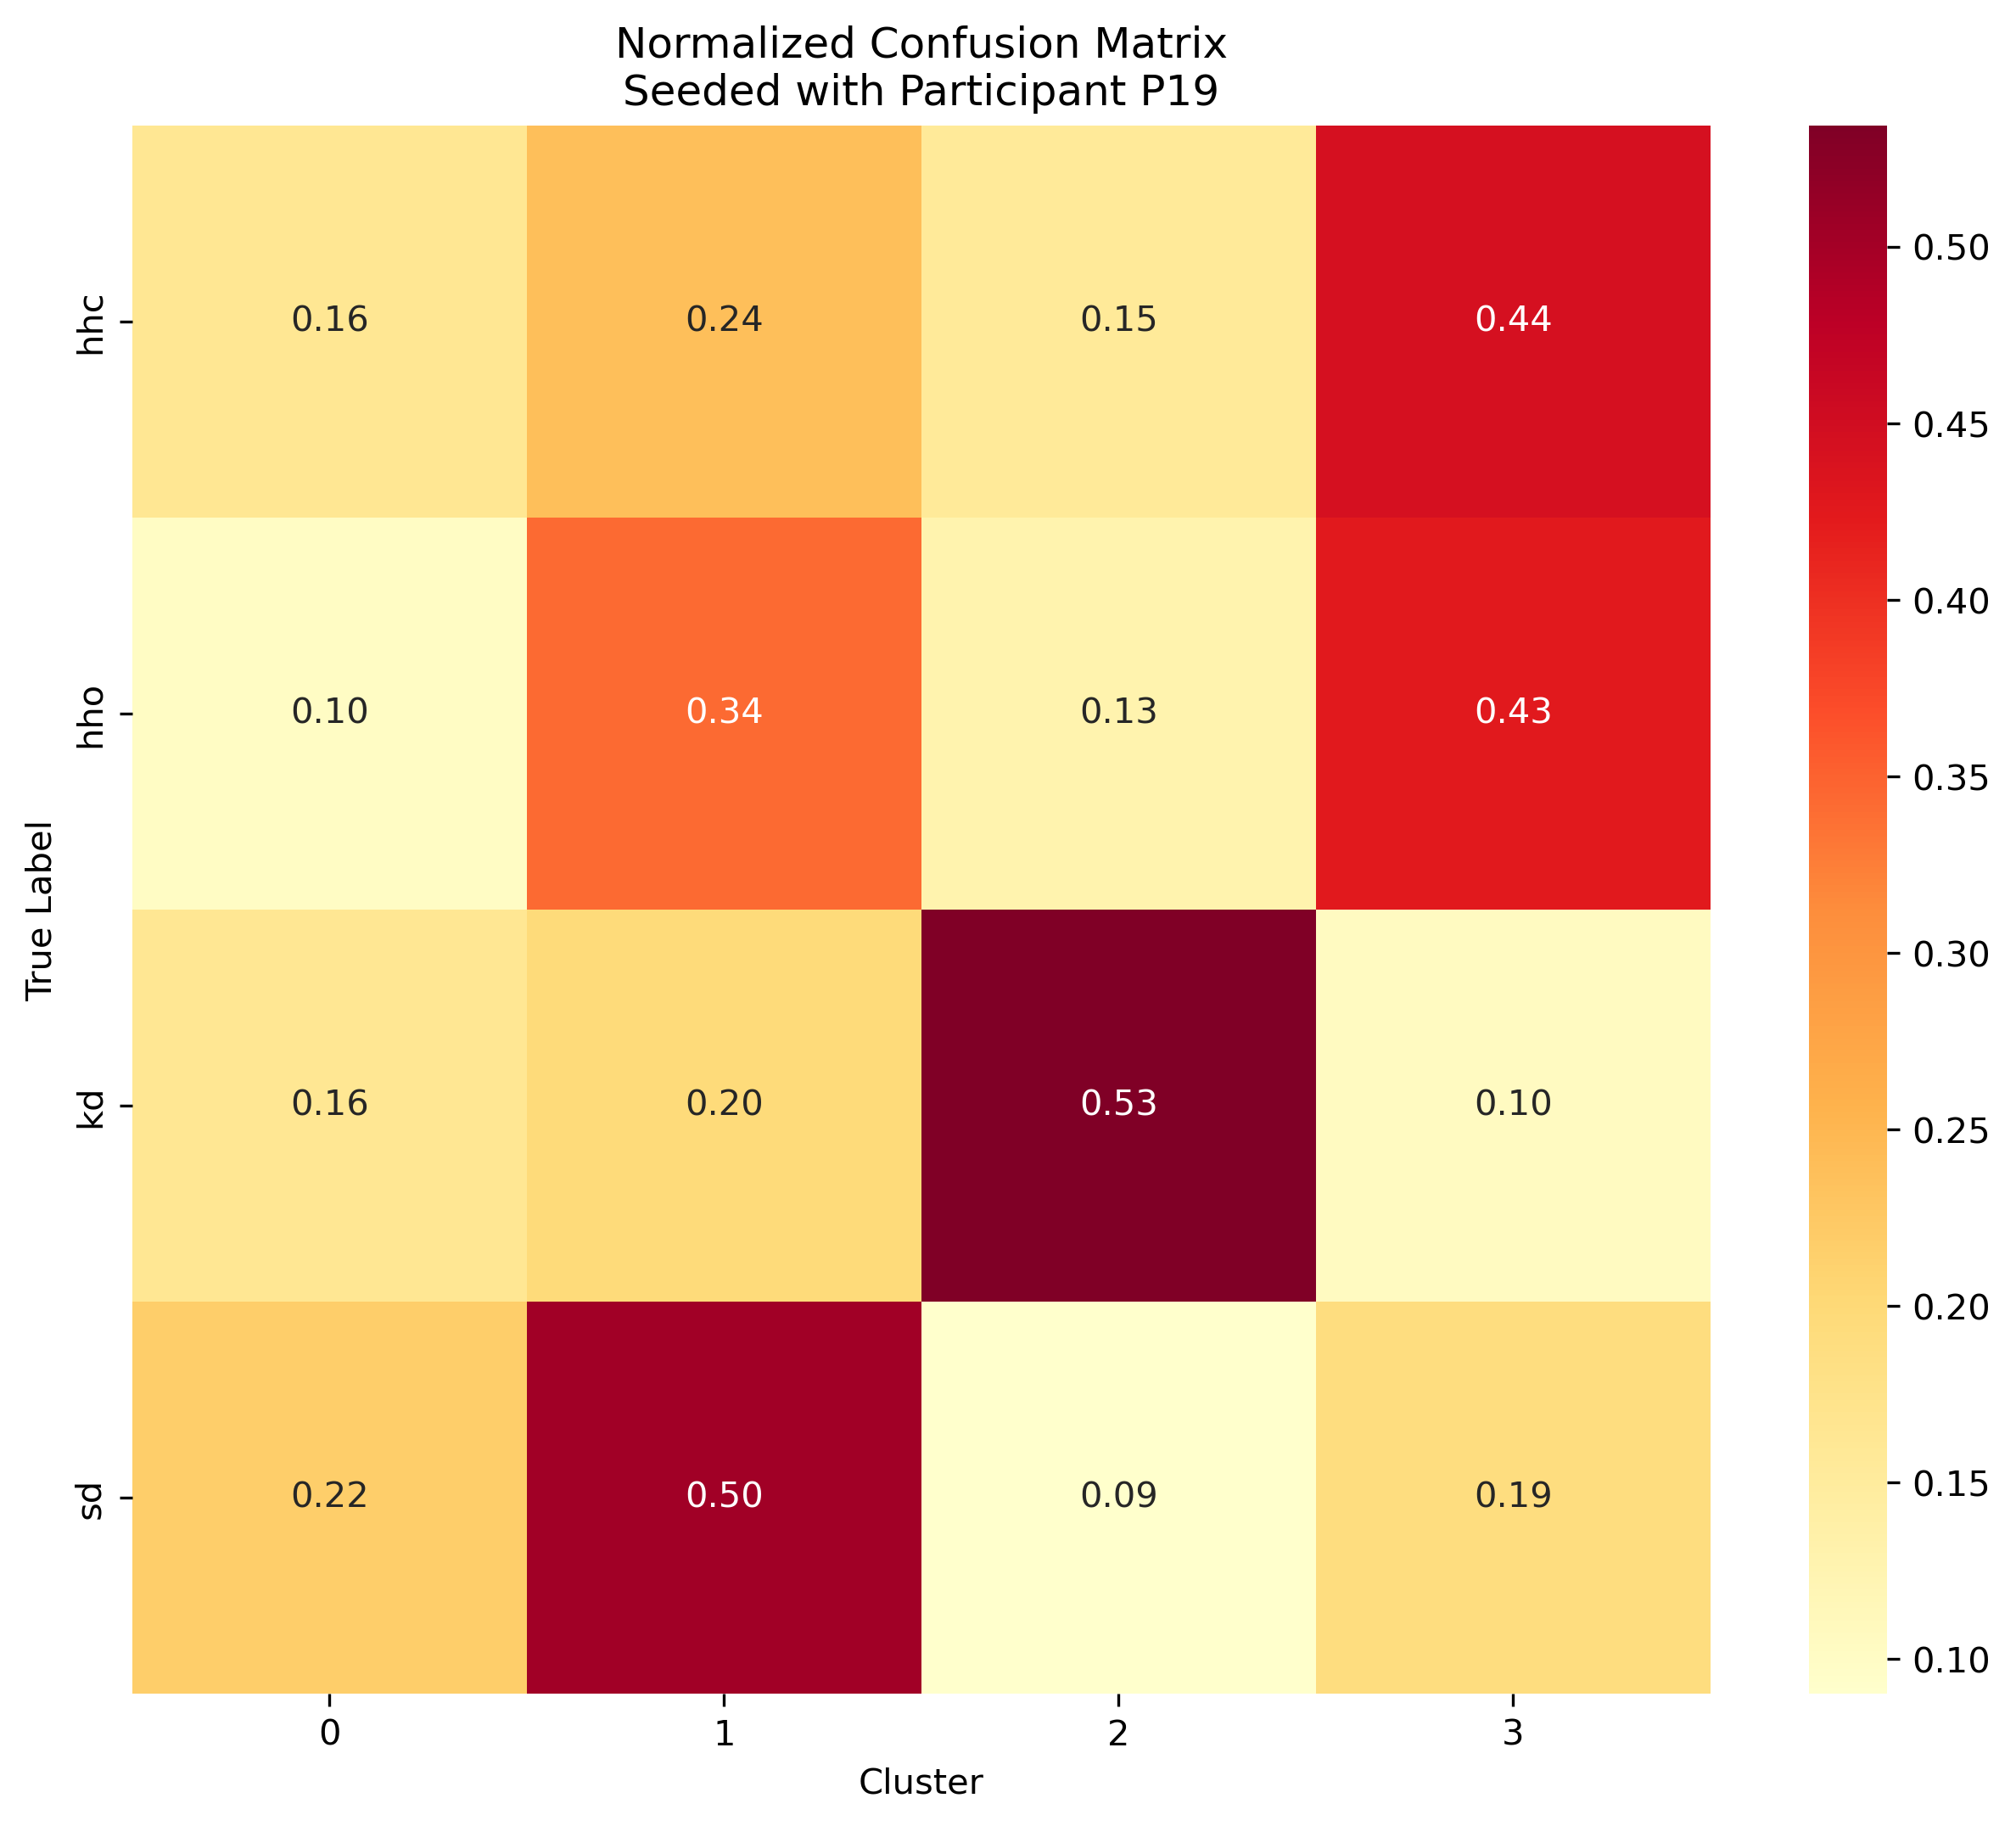 Normalized Confusion Matrix
Seeded with Participant P19
True Label
hhc
0.16 0.24 0.15 0.44
hho
0.10 0.34 0.13 0.43
kd
0.16 0.20 0.53 0.10
sd
0.22 0.50 0.09 0.19
0 1 2 3
Cluster
0.50
0.45
0.40
0.35
0.30
0.25
0.20
0.15
0.10